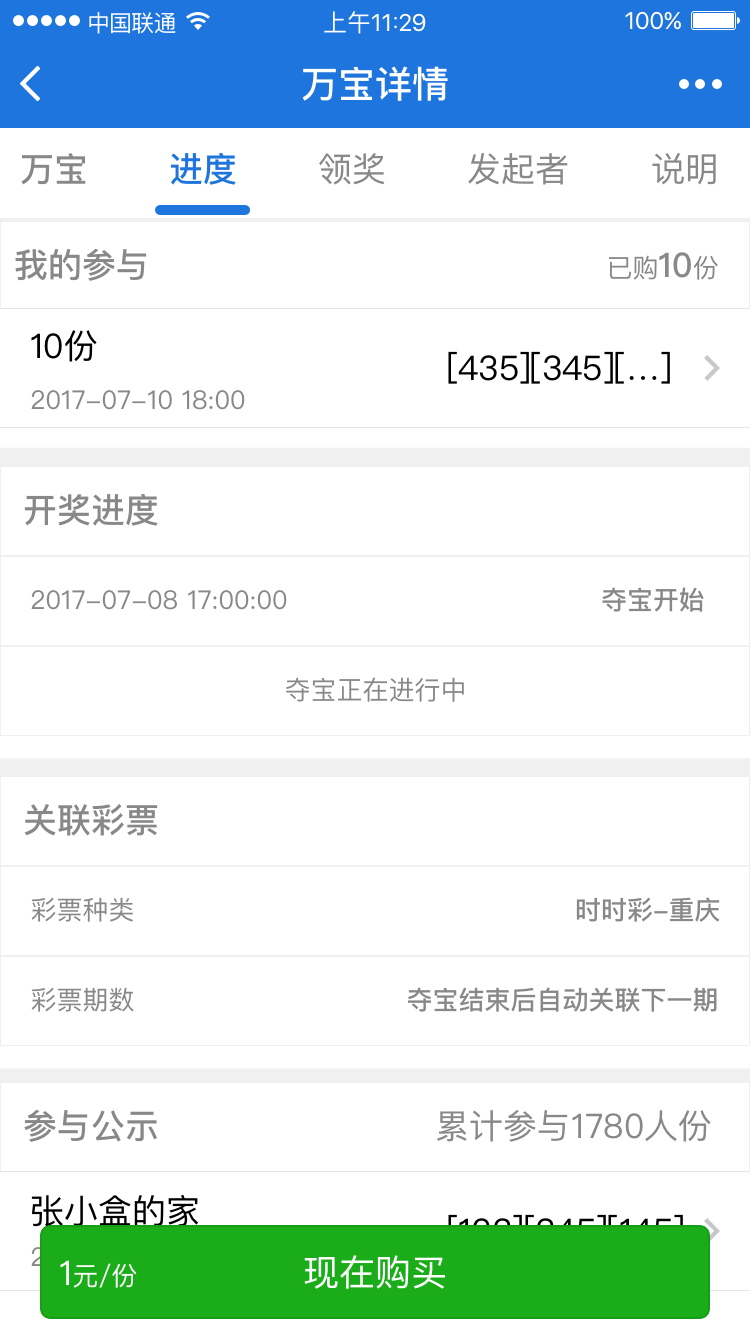 中国联通 上午11:29 100%
万宝详情
万宝 进度 领奖 发起者 说明
我的参与 已购10份
10份
[435][345][...]
2017-07-10 18:00
开奖进度
2017-07-08 17:00:00 夺宝开始
夺宝正在进行中
关联彩票
彩票种类 时时彩-重庆
彩票期数 夺宝结束后自动关联下一期
参与公示 累计参与1780人份
张小盒的家
1元/份 现在购买